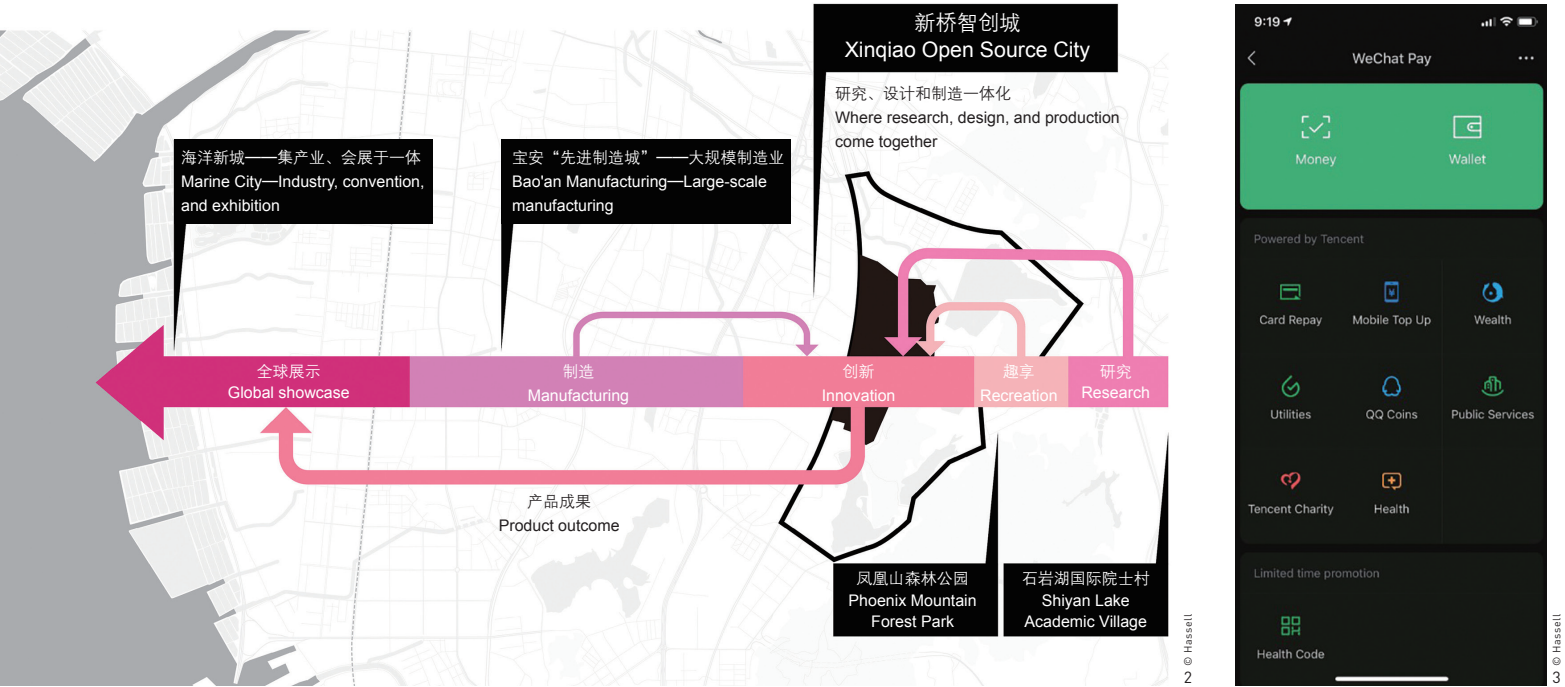 新桥智创城
Xinqiao Open Source City
研究、设计和制造一体化
Where research, design, and production
come together
海洋新城——集产业、会展于一体
Marine City—Industry, convention,
and exhibition
宝安“先进制造城”——大规模制造业
Bao'an Manufacturing—Large-scale
manufacturing
全球展示
Global showcase
制造
Manufacturing
创新
Innovation
趣享
Recreation
研究
Research
产品成果
Product outcome
凤凰山森林公园
Phoenix Mountain
Forest Park
石岩湖国际院士村
Shiyan Lake
Academic Village
2 © Hassell
9:19
WeChat Pay
Money
Wallet
Powered by Tencent
Card Repay
Mobile Top Up
Wealth
Utilities
QQ Coins
Public Services
Tencent Charity
Health
Limited time promotion
Health Code
3 © Hassell